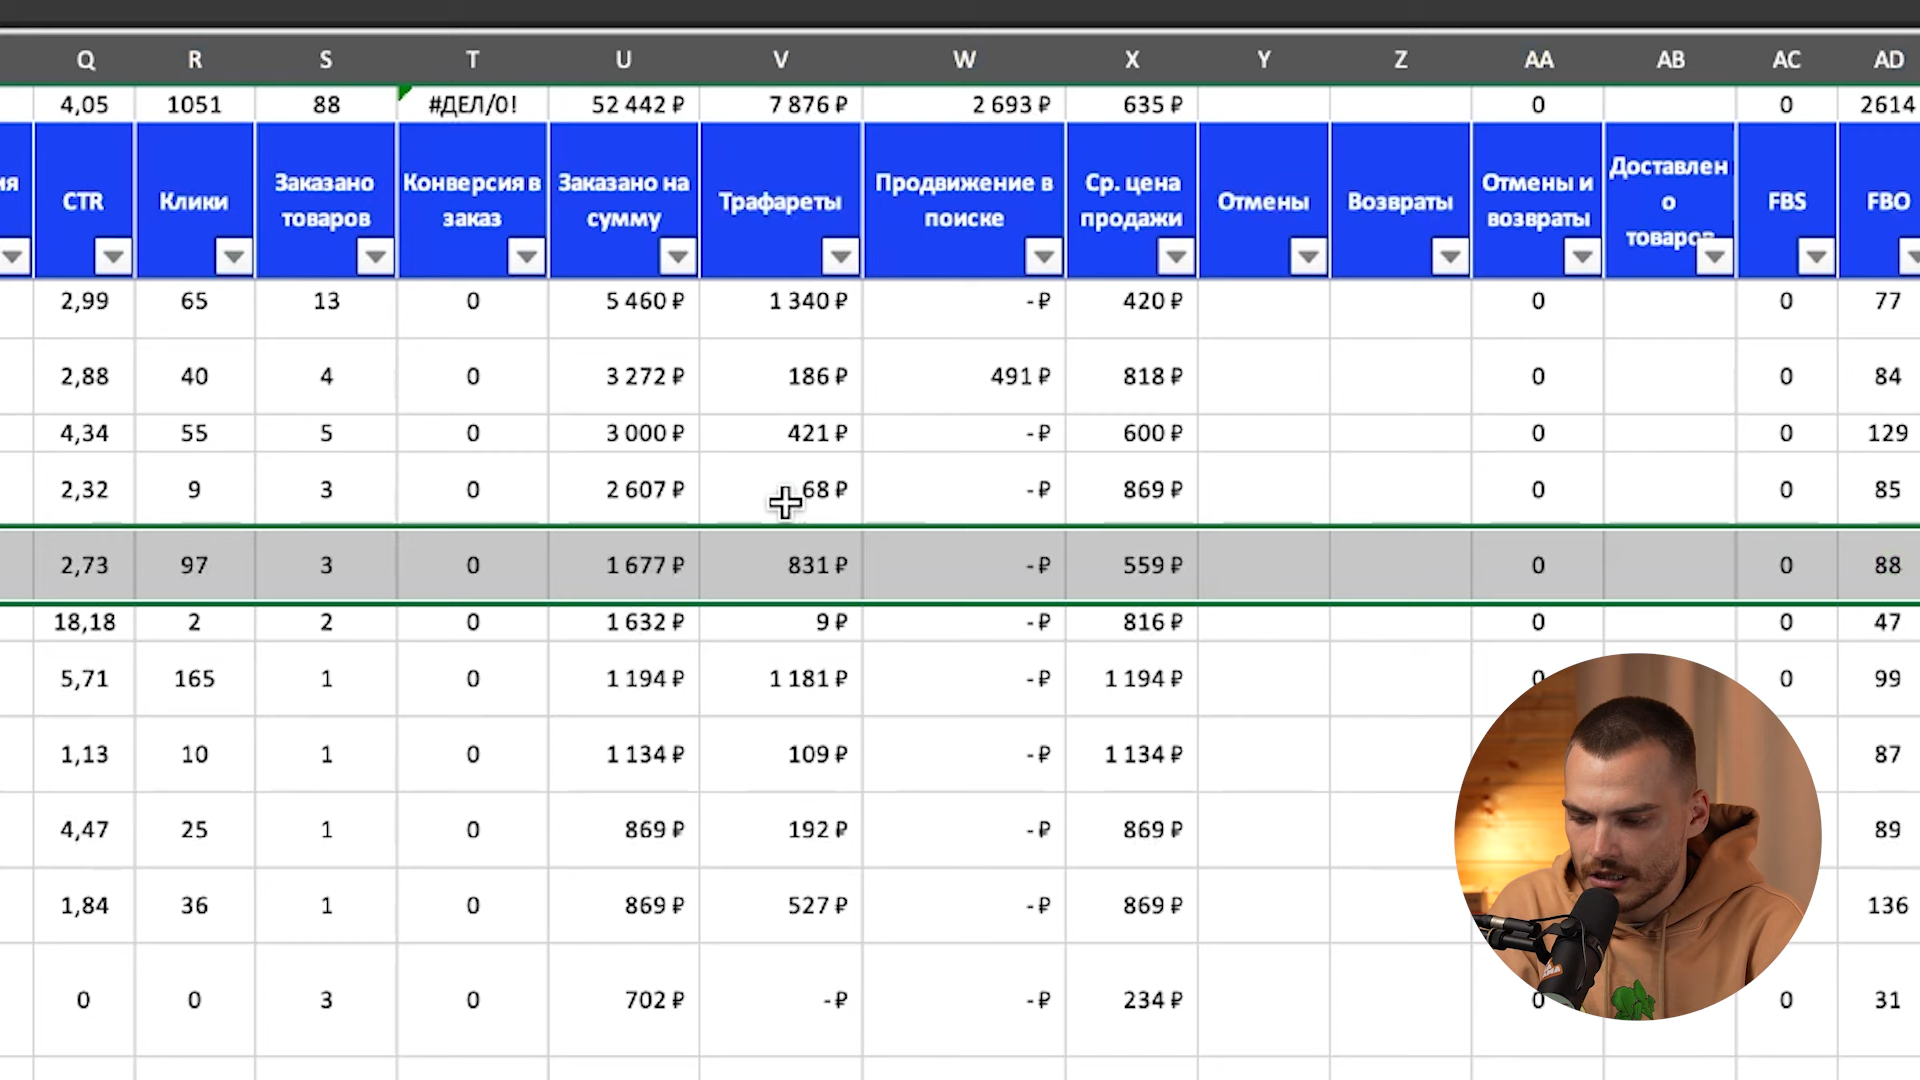 Q R S T U V W X Y Z AA AB AC AD
4,05 1051 88 #ДЕЛ/0! 52 442 ₽ 7 876 ₽ 2 693 ₽ 635 ₽ 0 0 2614
CTR Клики Заказано товаров Конверсия в заказ Заказано на сумму Трафареты Продвижение в поиске Ср. цена продажи Отмены Возвраты Отмены и возвраты Доставлено товаров FBS FBO
2,99 65 13 0 5 460 ₽ 1 340 ₽ - ₽ 420 ₽ 0 0 77
2,88 40 4 0 3 272 ₽ 186 ₽ 491 ₽ 818 ₽ 0 0 84
4,34 55 5 0 3 000 ₽ 421 ₽ - ₽ 600 ₽ 0 0 129
2,32 9 3 0 2 607 ₽ 68 ₽ - ₽ 869 ₽ 0 0 85
2,73 97 3 0 1 677 ₽ 831 ₽ - ₽ 559 ₽ 0 0 88
18,18 2 2 0 1 632 ₽ 9 ₽ - ₽ 816 ₽ 0 0 47
5,71 165 1 0 1 194 ₽ 1 181 ₽ - ₽ 1 194 ₽ 0 0 99
1,13 10 1 0 1 134 ₽ 109 ₽ - ₽ 1 134 ₽ 87
4,47 25 1 0 869 ₽ 192 ₽ - ₽ 869 ₽ 89
1,84 36 1 0 869 ₽ 527 ₽ - ₽ 869 ₽ 136
0 0 3 0 702 ₽ - ₽ - ₽ 234 ₽ 0 0 31